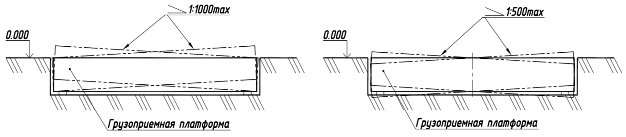 1:1000max
0.000
Грузоприемная платформа
1:500max
0.000
Грузоприемная платформа